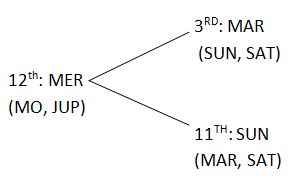 3RD: MAR
(SUN, SAT)
12th: MER
(MO, JUP)
11TH: SUN
(MAR, SAT)